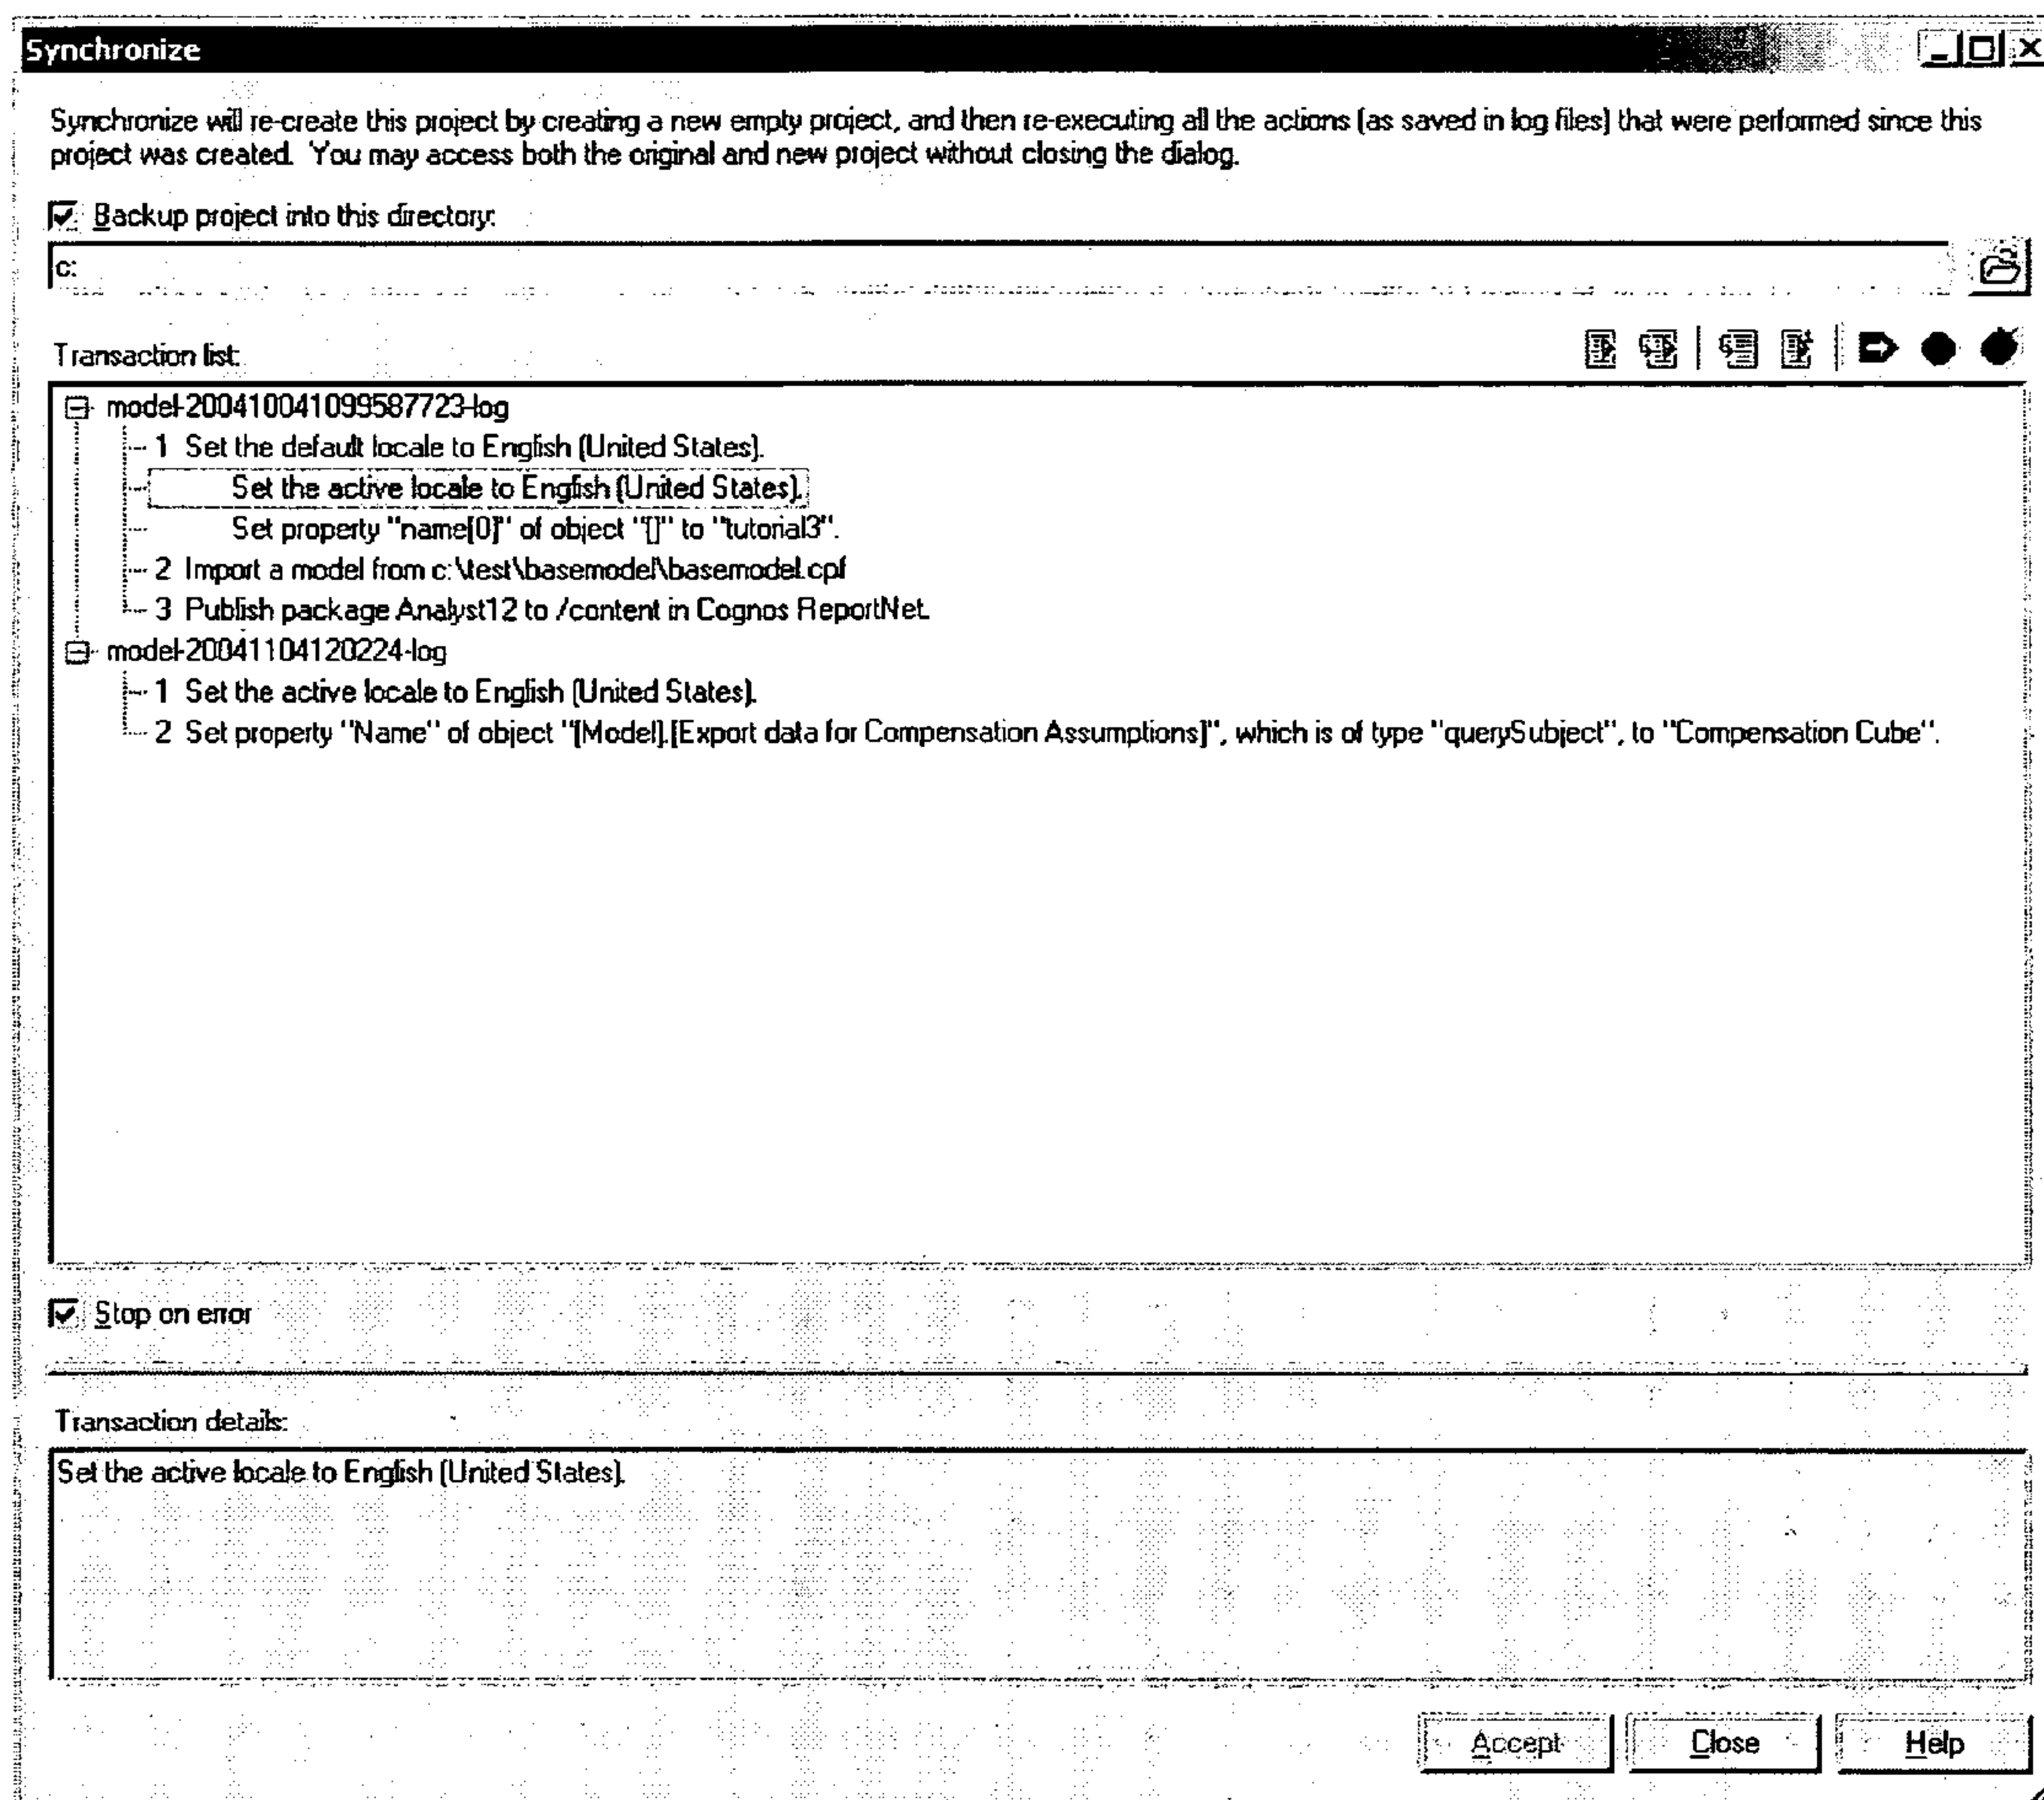 Synchronize
Synchronize will re-create this project by creating a new empty project, and then re-executing all the actions (as saved in log files) that were performed since this
project was created. You may access both the original and new project without closing the dialog.
Backup project into this directory:
c:
Transaction list:
model-200410041099587723-log
1 Set the default locale to English (United States).
Set the active locale to English (United States).
Set property "name[0]" of object "[]" to "tutorial3".
2 Import a model from c:\test\basemodel\basemodel.cpf
3 Publish package Analyst12 to /content in Cognos ReportNet.
model-20041104120224-log
1 Set the active locale to English (United States).
2 Set property "Name" of object "[Model].[Export data for Compensation Assumptions]", which is of type "querySubject", to "Compensation Cube".
Stop on error
Transaction details:
Set the active locale to English (United States).
Accept Close Help